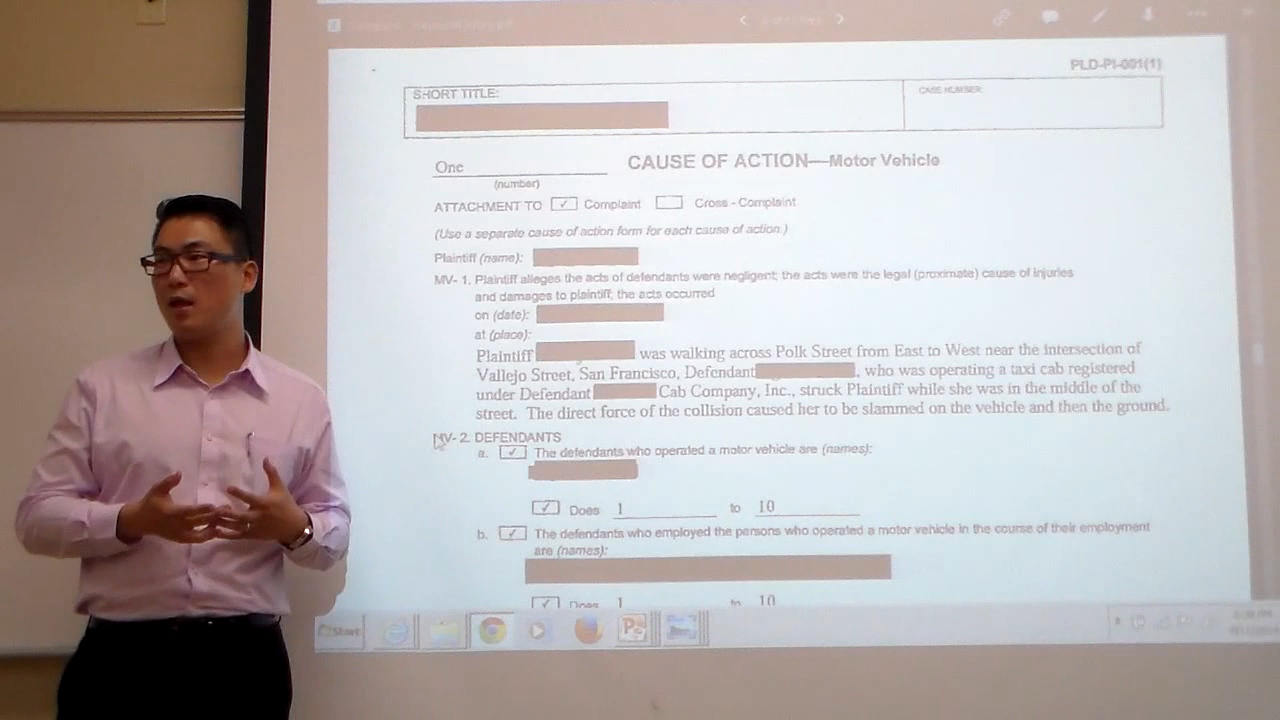 PLD-PI-001(1)
SHORT TITLE:
CASE NUMBER:
One
CAUSE OF ACTION—Motor Vehicle
(number)
ATTACHMENT TO ✓ Complaint Cross - Complaint
(Use a separate cause of action form for each cause of action.)
Plaintiff (name):
MV- 1. Plaintiff alleges the acts of defendants were negligent; the acts were the legal (proximate) cause of injuries
and damages to plaintiff; the acts occurred
on (date):
at (place):
Plaintiff was walking across Polk Street from East to West near the intersection of
Vallejo Street, San Francisco, Defendant , who was operating a taxi cab registered
under Defendant Cab Company, Inc., struck Plaintiff while she was in the middle of the
street. The direct force of the collision caused her to be slammed on the vehicle and then the ground.
MV- 2. DEFENDANTS
a. ✓ The defendants who operated a motor vehicle are (names):
✓ Does 1 to 10
b. ✓ The defendants who employed the persons who operated a motor vehicle in the course of their employment
are (names):
✓ Does 1 to 10
Start